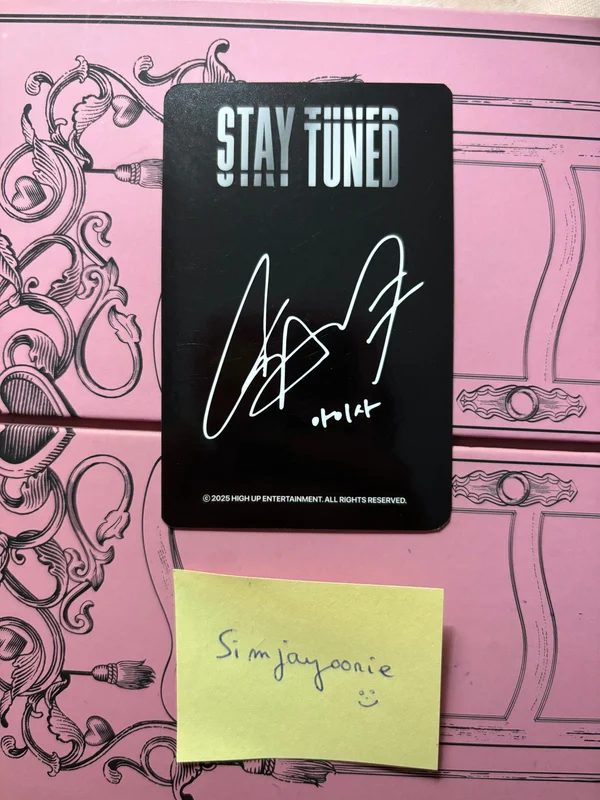 STAY TUNED
아이사
© 2025 HIGH UP ENTERTAINMENT. ALL RIGHTS RESERVED.
Simjayoonie